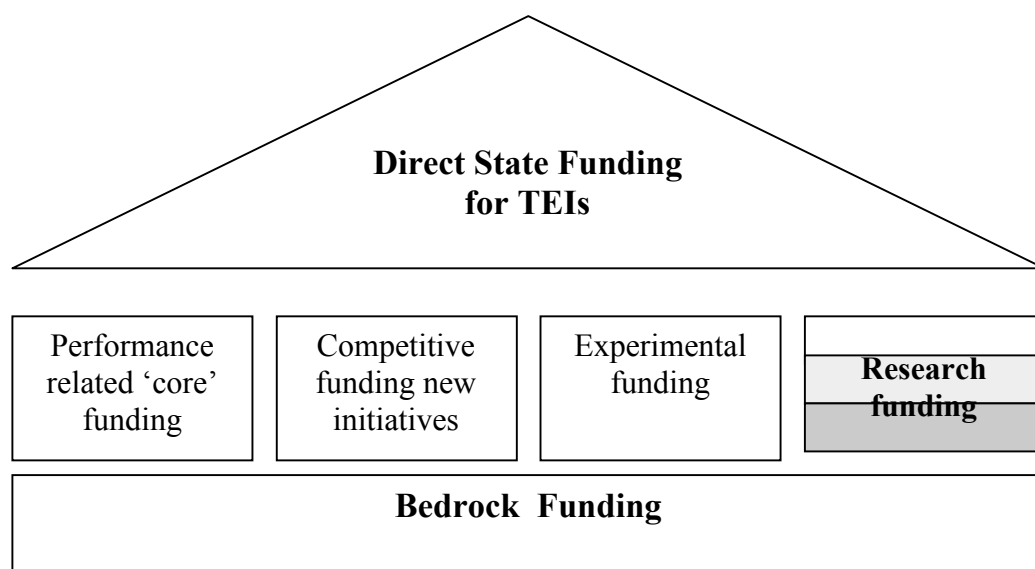 Direct State Funding
for TEIs
Performance
related ‘core’
funding
Competitive
funding new
initiatives
Experimental
funding
Research
funding
Bedrock  Funding